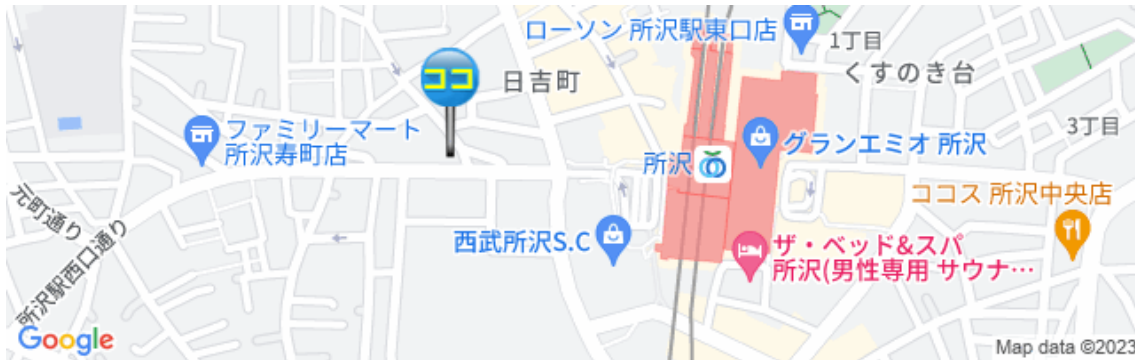 ローソン 所沢駅東口店
1丁目
くすのき台
ココ
日吉町
ファミリーマート
所沢寿町店
3丁目
グランエミオ 所沢
所沢
元町通り
ココス 所沢中央店
西武所沢S.C
ザ・ベッド&スパ
所沢(男性専用 サウナ…
所沢駅西口通り
Google
Map data ©2023